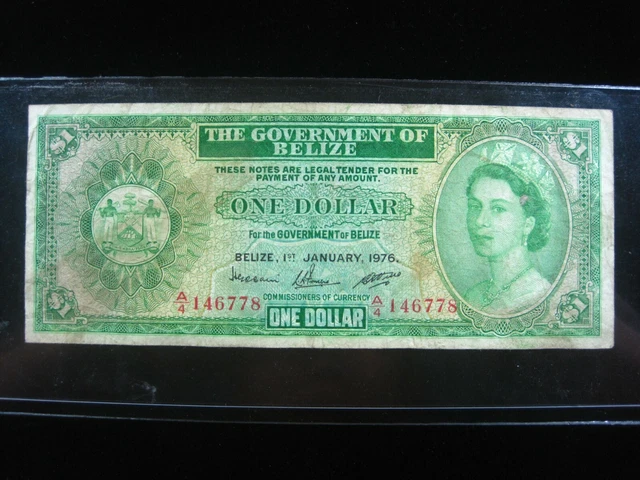 $1
$1
THE GOVERNMENT OF
BELIZE
THESE NOTES ARE LEGAL TENDER FOR THE
PAYMENT OF ANY AMOUNT.
ONE DOLLAR
For the GOVERNMENT OF BELIZE
BELIZE, 1ST JANUARY, 1976.
A/4 146778
COMMISSIONERS OF CURRENCY
A/4 146778
$1
ONE DOLLAR
$1